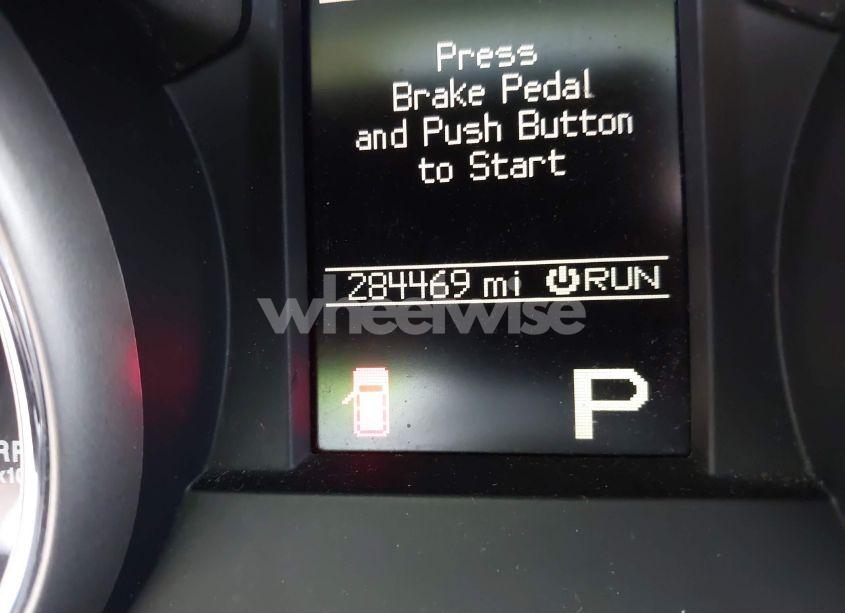 Press
Brake Pedal
and Push Button
to Start
284469 mi RUN
wheelwise
P